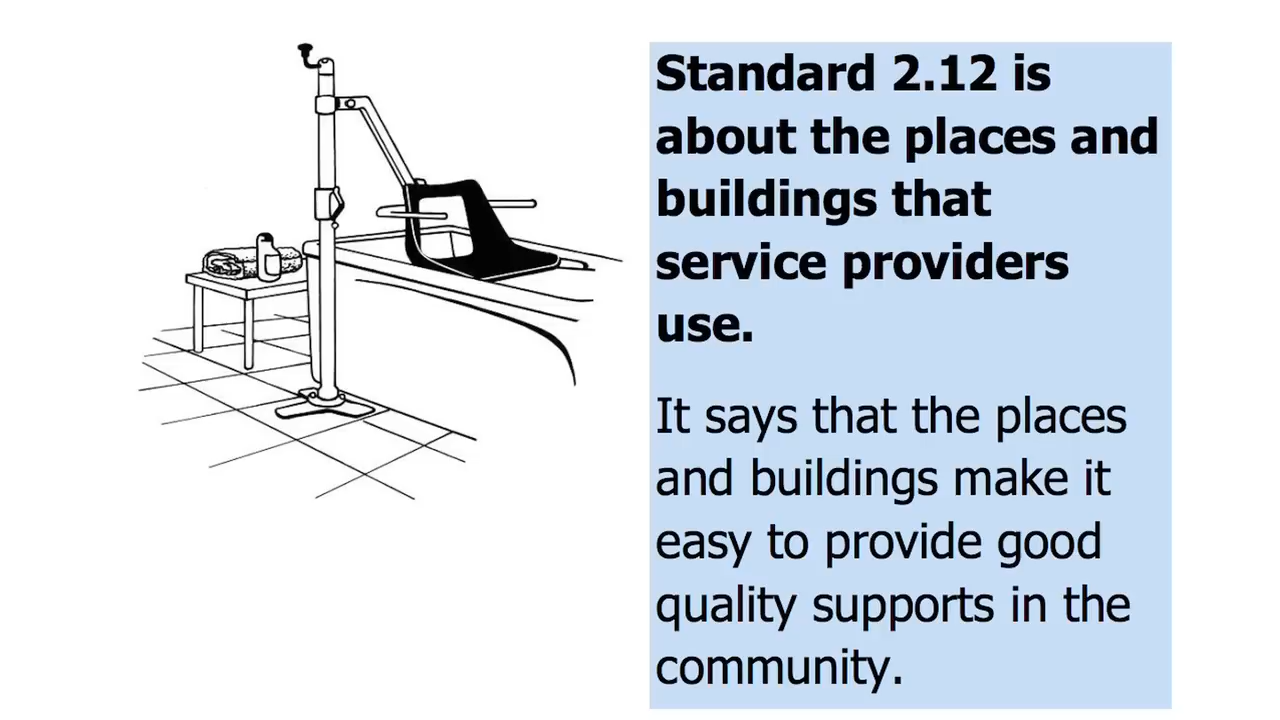 Standard 2.12 is
about the places and
buildings that
service providers
use.
It says that the places
and buildings make it
easy to provide good
quality supports in the
community.